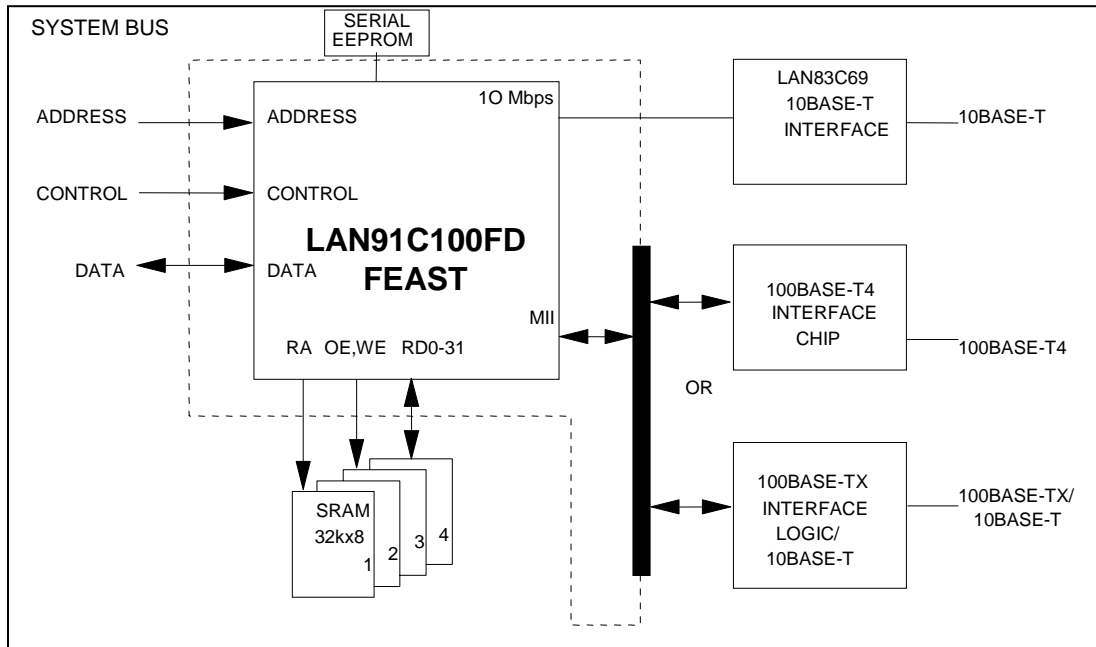 SYSTEM BUS
SERIAL
EEPROM
ADDRESS
CONTROL
DATA
ADDRESS
CONTROL
DATA
1O Mbps
LAN91C100FD
FEAST
MII
RA OE,WE RD0-31
SRAM
32kx8
1
2
3
4
LAN83C69
10BASE-T
INTERFACE
10BASE-T
100BASE-T4
INTERFACE
CHIP
100BASE-T4
OR
100BASE-TX
INTERFACE
LOGIC/
10BASE-T
100BASE-TX/
10BASE-T